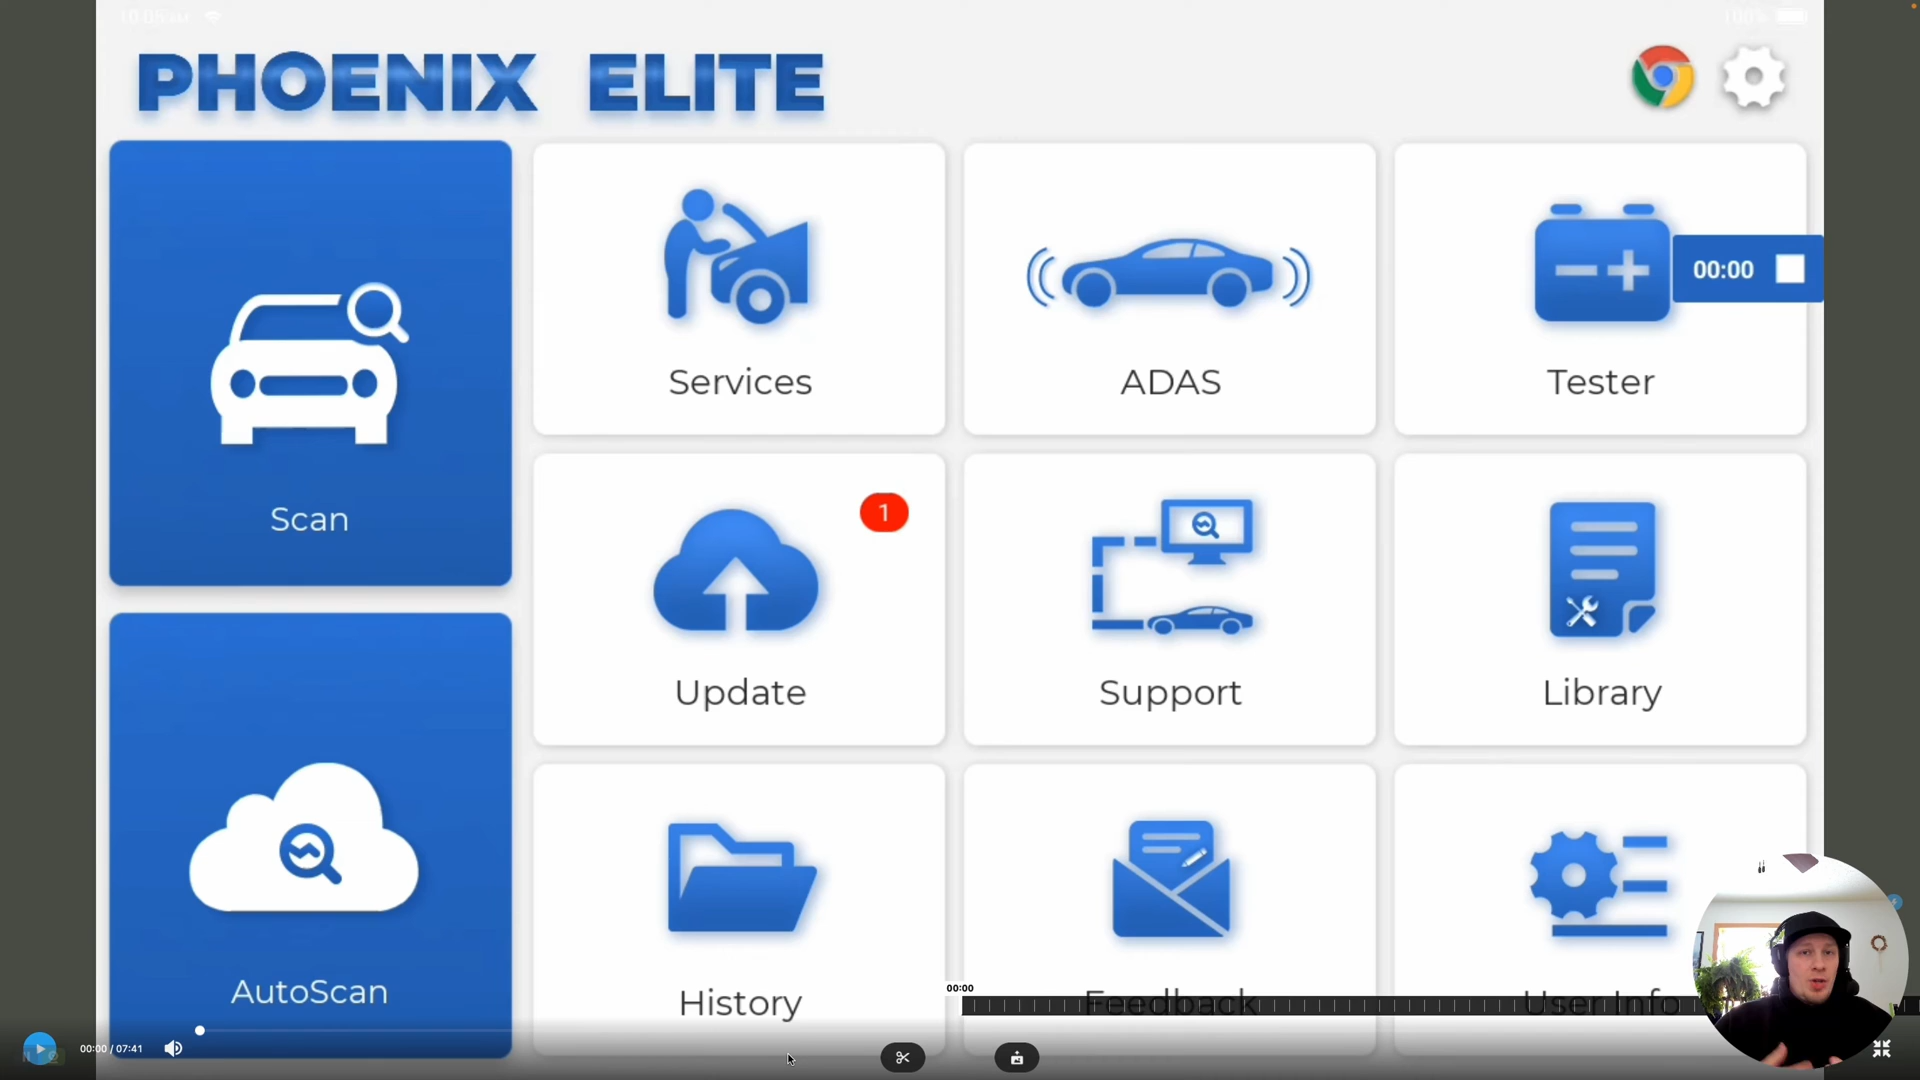 PHOENIX ELITE
Services
ADAS
Tester
00:00
Scan
1
Update
Support
Library
AutoScan
History
Feedback
User Info
00:00
00:00 / 07:41